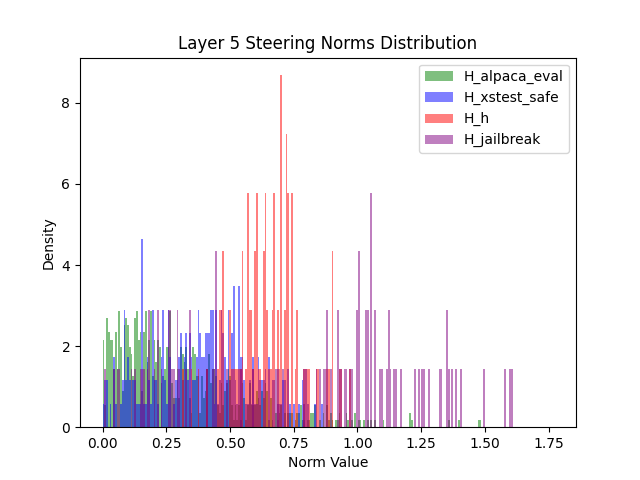 Layer 5 Steering Norms Distribution
H_alpaca_eval
H_xstest_safe
H_h
H_jailbreak
Density
8
6
4
2
0
0.00 0.25 0.50 0.75 1.00 1.25 1.50 1.75
Norm Value